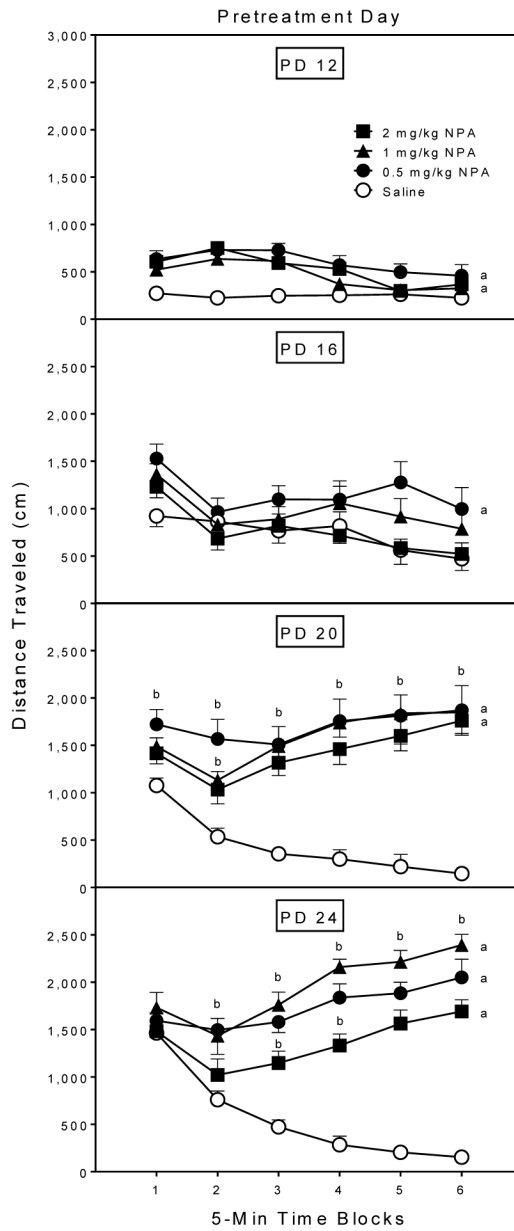 Pretreatment Day
3,000
PD 12
2,500
2,000
2 mg/kg NPA
1 mg/kg NPA
0.5 mg/kg NPA
Saline
1,500
1,000
500
a
a
0
PD 16
2,500
2,000
1,500
1,000
a
500
0
Distance Traveled (cm)
PD 20
2,500
b b b b b b
2,000
a
a
1,500
b
1,000
500
0
PD 24
2,500
b b b b b
a
2,000
a
1,500
b b
a
1,000
500
0
1 2 3 4 5 6
5-Min Time Blocks